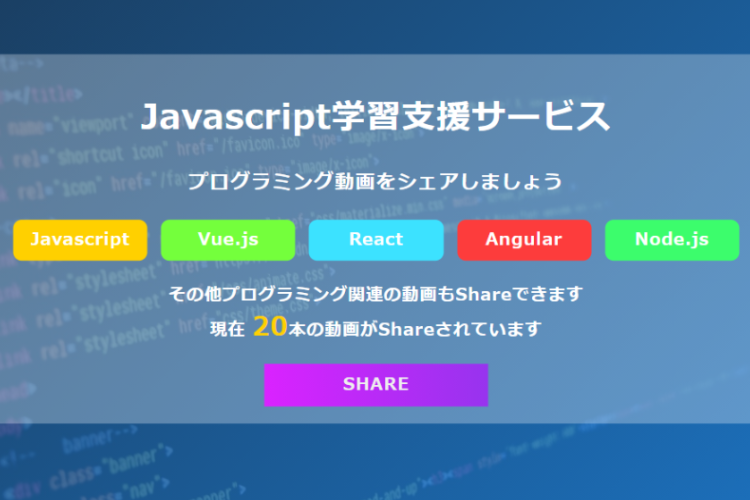 Javascript学習支援サービス
プログラミング動画をシェアしましょう
Javascript Vue.js React Angular Node.js
その他プログラミング関連の動画もShareできます
現在 20本の動画がShareされています
SHARE